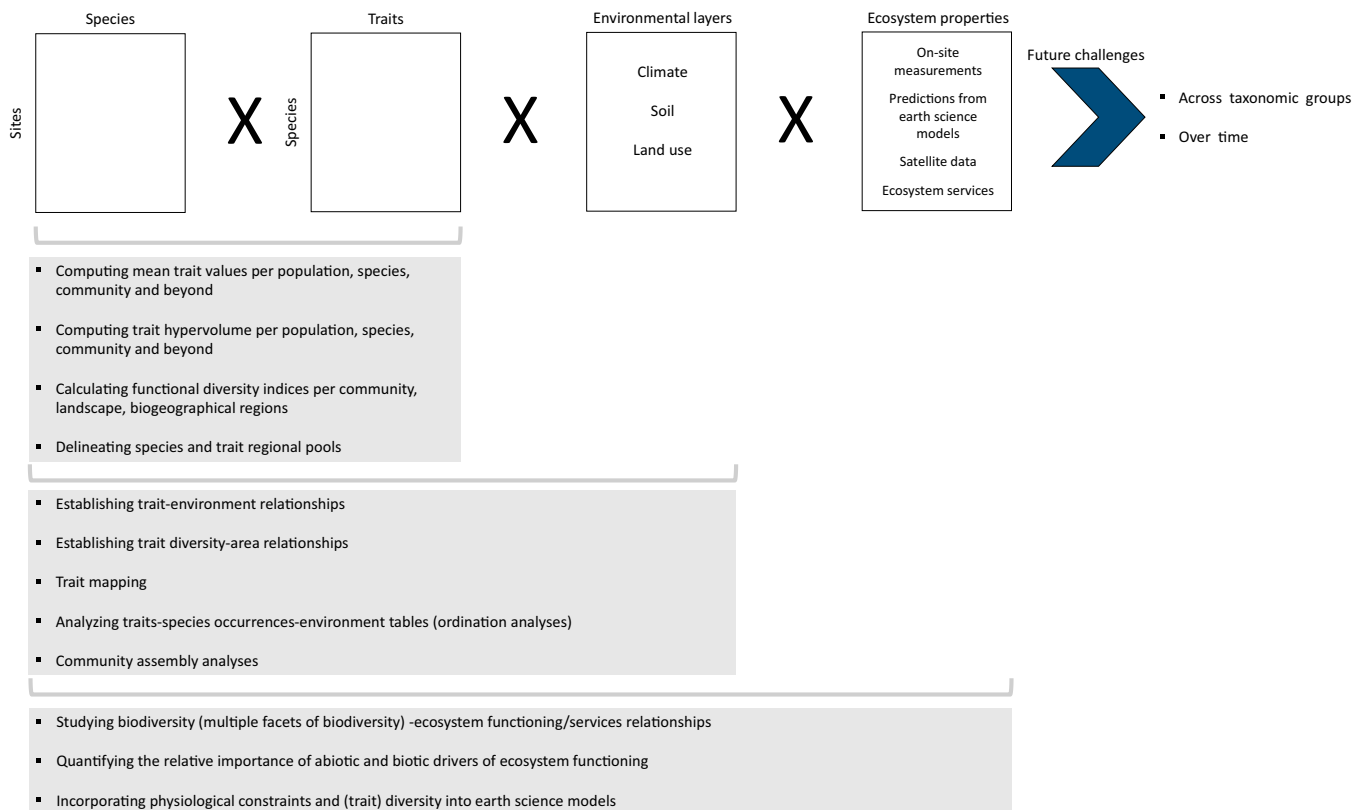 Species
Traits
Environmental layers
Ecosystem properties
Sites
X
Species
X
Climate
Soil
Land use
X
On-site
measurements
Predictions from
earth science
models
Satellite data
Ecosystem services
Future challenges
▪ Across taxonomic groups
▪ Over time
▪ Computing mean trait values per population, species,
community and beyond
▪ Computing trait hypervolume per population, species,
community and beyond
▪ Calculating functional diversity indices per community,
landscape, biogeographical regions
▪ Delineating species and trait regional pools
▪ Establishing trait-environment relationships
▪ Establishing trait diversity-area relationships
▪ Trait mapping
▪ Analyzing traits-species occurrences-environment tables (ordination analyses)
▪ Community assembly analyses
▪ Studying biodiversity (multiple facets of biodiversity) -ecosystem functioning/services relationships
▪ Quantifying the relative importance of abiotic and biotic drivers of ecosystem functioning
▪ Incorporating physiological constraints and (trait) diversity into earth science models